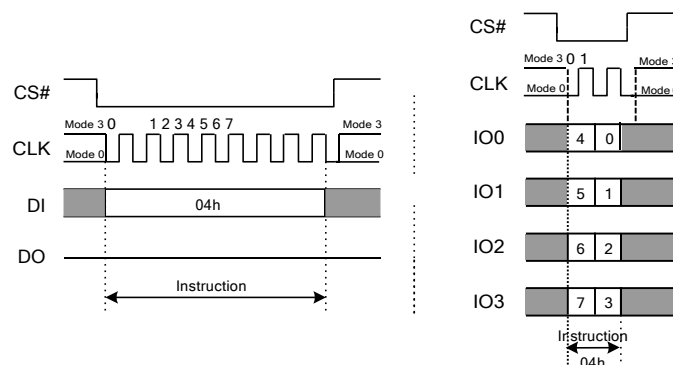 CS#
Mode 3 0 1 2 3 4 5 6 7 Mode 3
CLK
Mode 0 Mode 0
DI 04h
DO
Instruction
CS#
Mode 3 0 1 Mode 3
CLK Mode 0
IO0 4 0
IO1 5 1
IO2 6 2
IO3 7 3
Instruction
04h